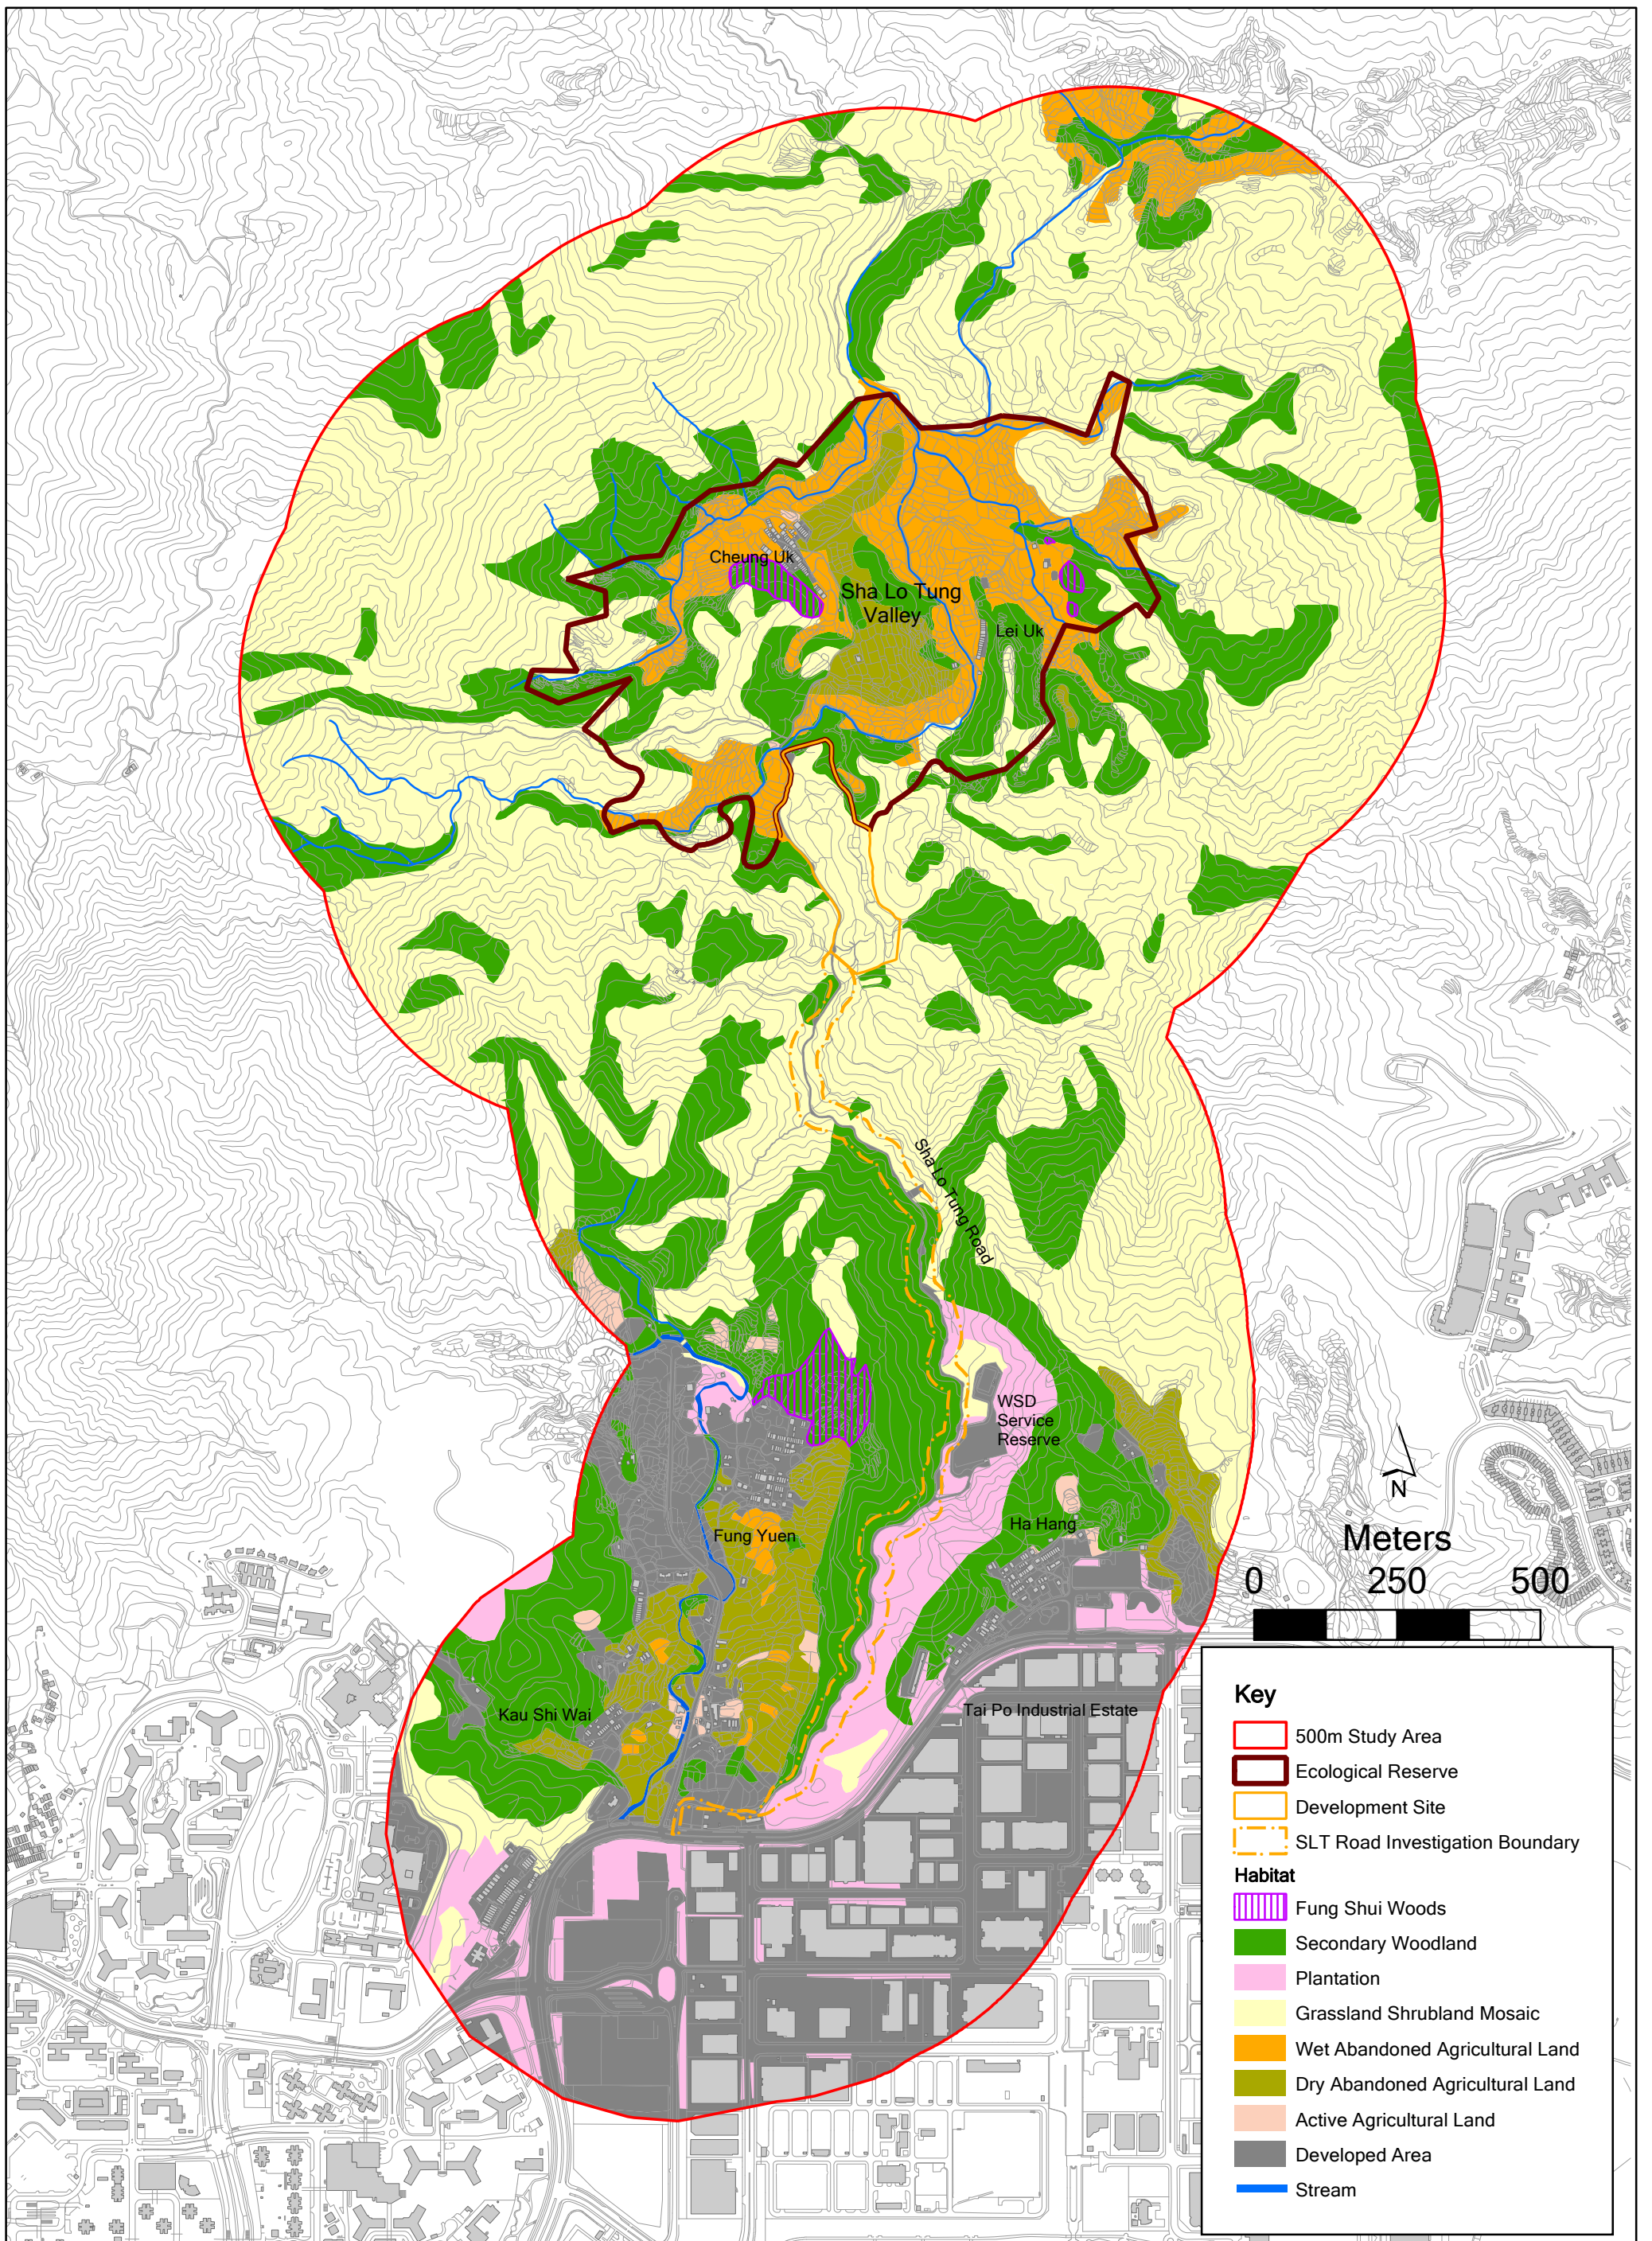 Cheung Uk
Sha Lo Tung
Valley
Lei Uk
Sha Lo Tung Road
WSD
Service
Reserve
Fung Yuen
Ha Hang
Kau Shi Wai
Tai Po Industrial Estate
N
Meters
0 250 500
Key
500m Study Area
Ecological Reserve
Development Site
SLT Road Investigation Boundary
Habitat
Fung Shui Woods
Secondary Woodland
Plantation
Grassland Shrubland Mosaic
Wet Abandoned Agricultural Land
Dry Abandoned Agricultural Land
Active Agricultural Land
Developed Area
Stream